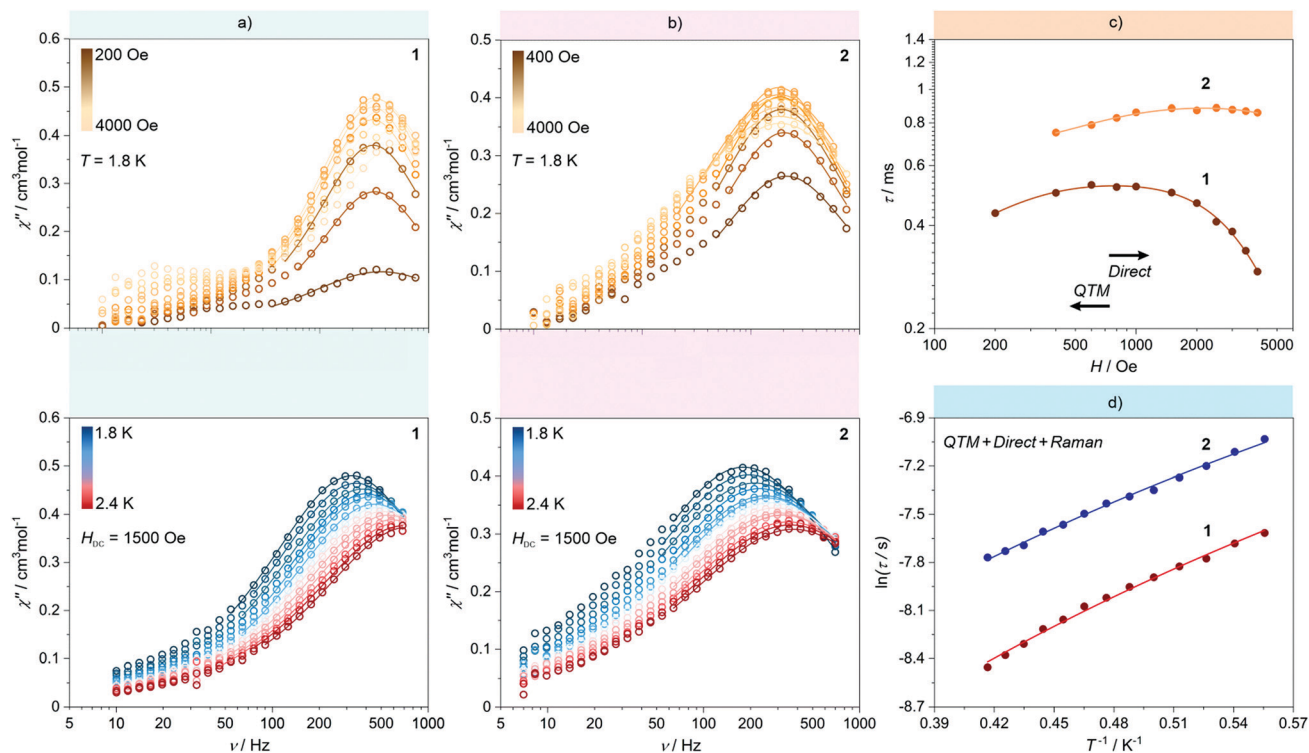 a)
0.6
0.5
0.4
0.3
0.2
0.1
0
χ'' / cm³mol⁻¹
200 Oe
4000 Oe
T = 1.8 K
1
100
200
b)
0.5
0.4
0.3
0.2
0.1
0
χ'' / cm³mol⁻¹
400 Oe
4000 Oe
T = 1.8 K
2
10
20
50
100
200
500
c)
1.4
1
0.8
0.6
0.4
0.2
τ / ms
2
1
Direct
QTM
100
200
500
1000
2000
5000
H / Oe
0.6
0.5
0.4
0.3
0.2
0.1
0
χ'' / cm³mol⁻¹
1.8 K
2.4 K
H_DC = 1500 Oe
1
5
10
20
50
100
200
500
1000
ν / Hz
0.5
0.4
0.3
0.2
0.1
0
χ'' / cm³mol⁻¹
1.8 K
2.4 K
H_DC = 1500 Oe
2
5
10
20
50
100
200
500
1000
ν / Hz
d)
-6.9
-7.2
-7.5
-7.8
-8.1
-8.4
-8.7
ln(τ / s)
QTM + Direct + Raman
2
1
0.39
0.42
0.45
0.48
0.51
0.54
0.57
T⁻¹ / K⁻¹